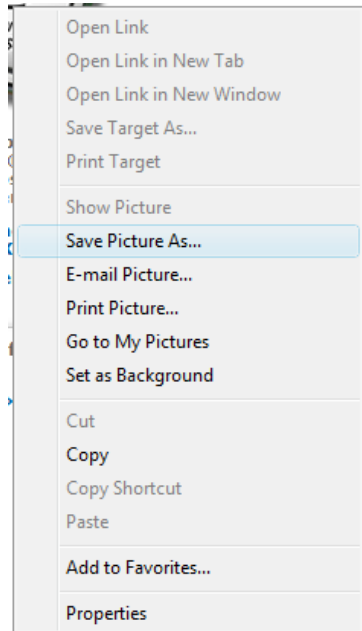 Open Link
Open Link in New Tab
Open Link in New Window
Save Target As...
Print Target
Show Picture
Save Picture As...
E-mail Picture...
Print Picture...
Go to My Pictures
Set as Background
Cut
Copy
Copy Shortcut
Paste
Add to Favorites...
Properties